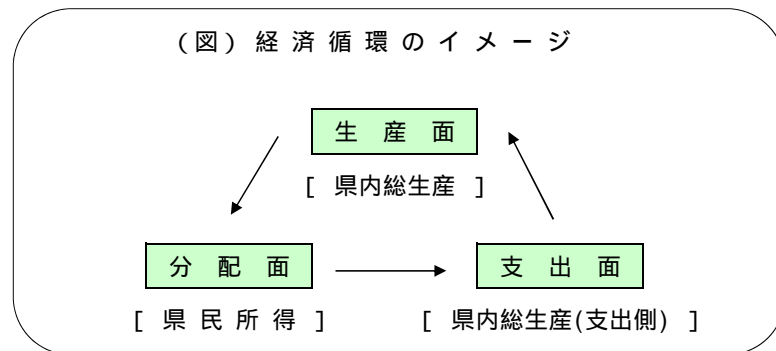 (図) 経済循環のイメージ
生産面
[ 県内総生産 ]
分配面
支出面
[ 県民所得 ]
[ 県内総生産(支出側) ]